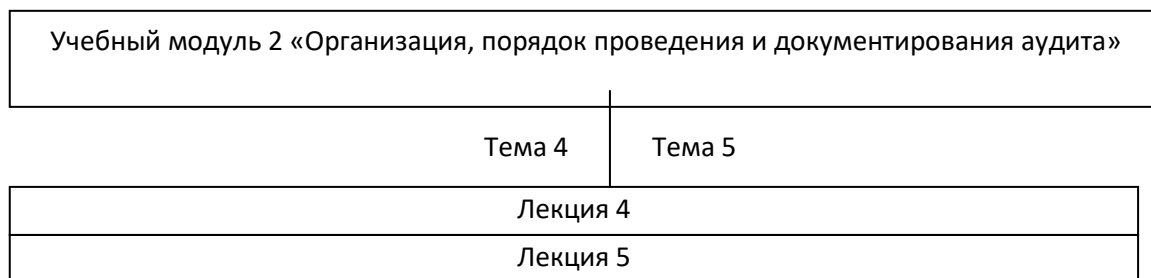 Учебный модуль 2 «Организация, порядок проведения и документирования аудита»
Тема 4 Тема 5
Лекция 4
Лекция 5